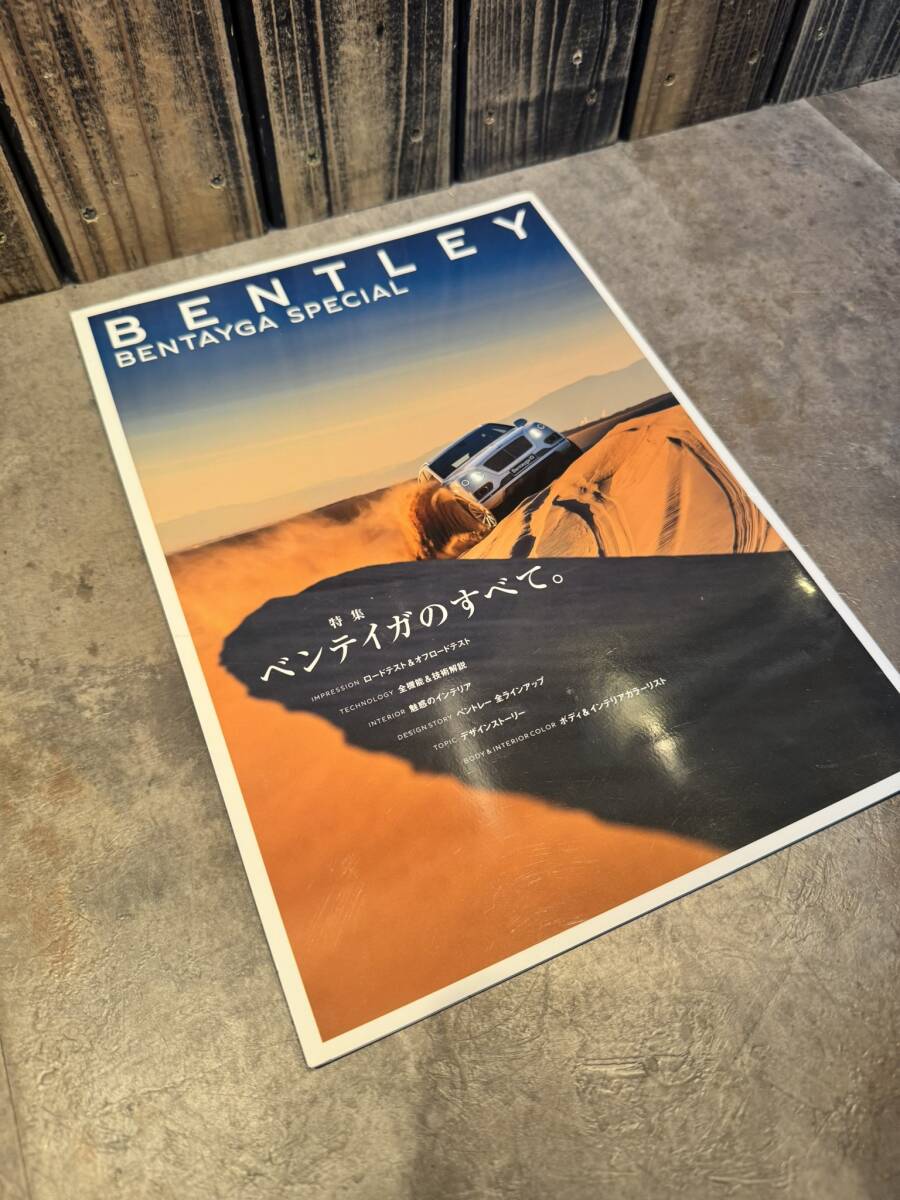 BENTLEY
BENTAYGA SPECIAL
Bentayga
特集
ベンテイガのすべて。
IMPRESSION ロードテスト&オフロードテスト
TECHNOLOGY 全機能&技術解説
INTERIOR 魅惑のインテリア
DESIGN STORY ベントレー 全ラインアップ
TOPIC デザインストーリー
BODY & INTERIOR COLOR ボディ&インテリアカラーリスト